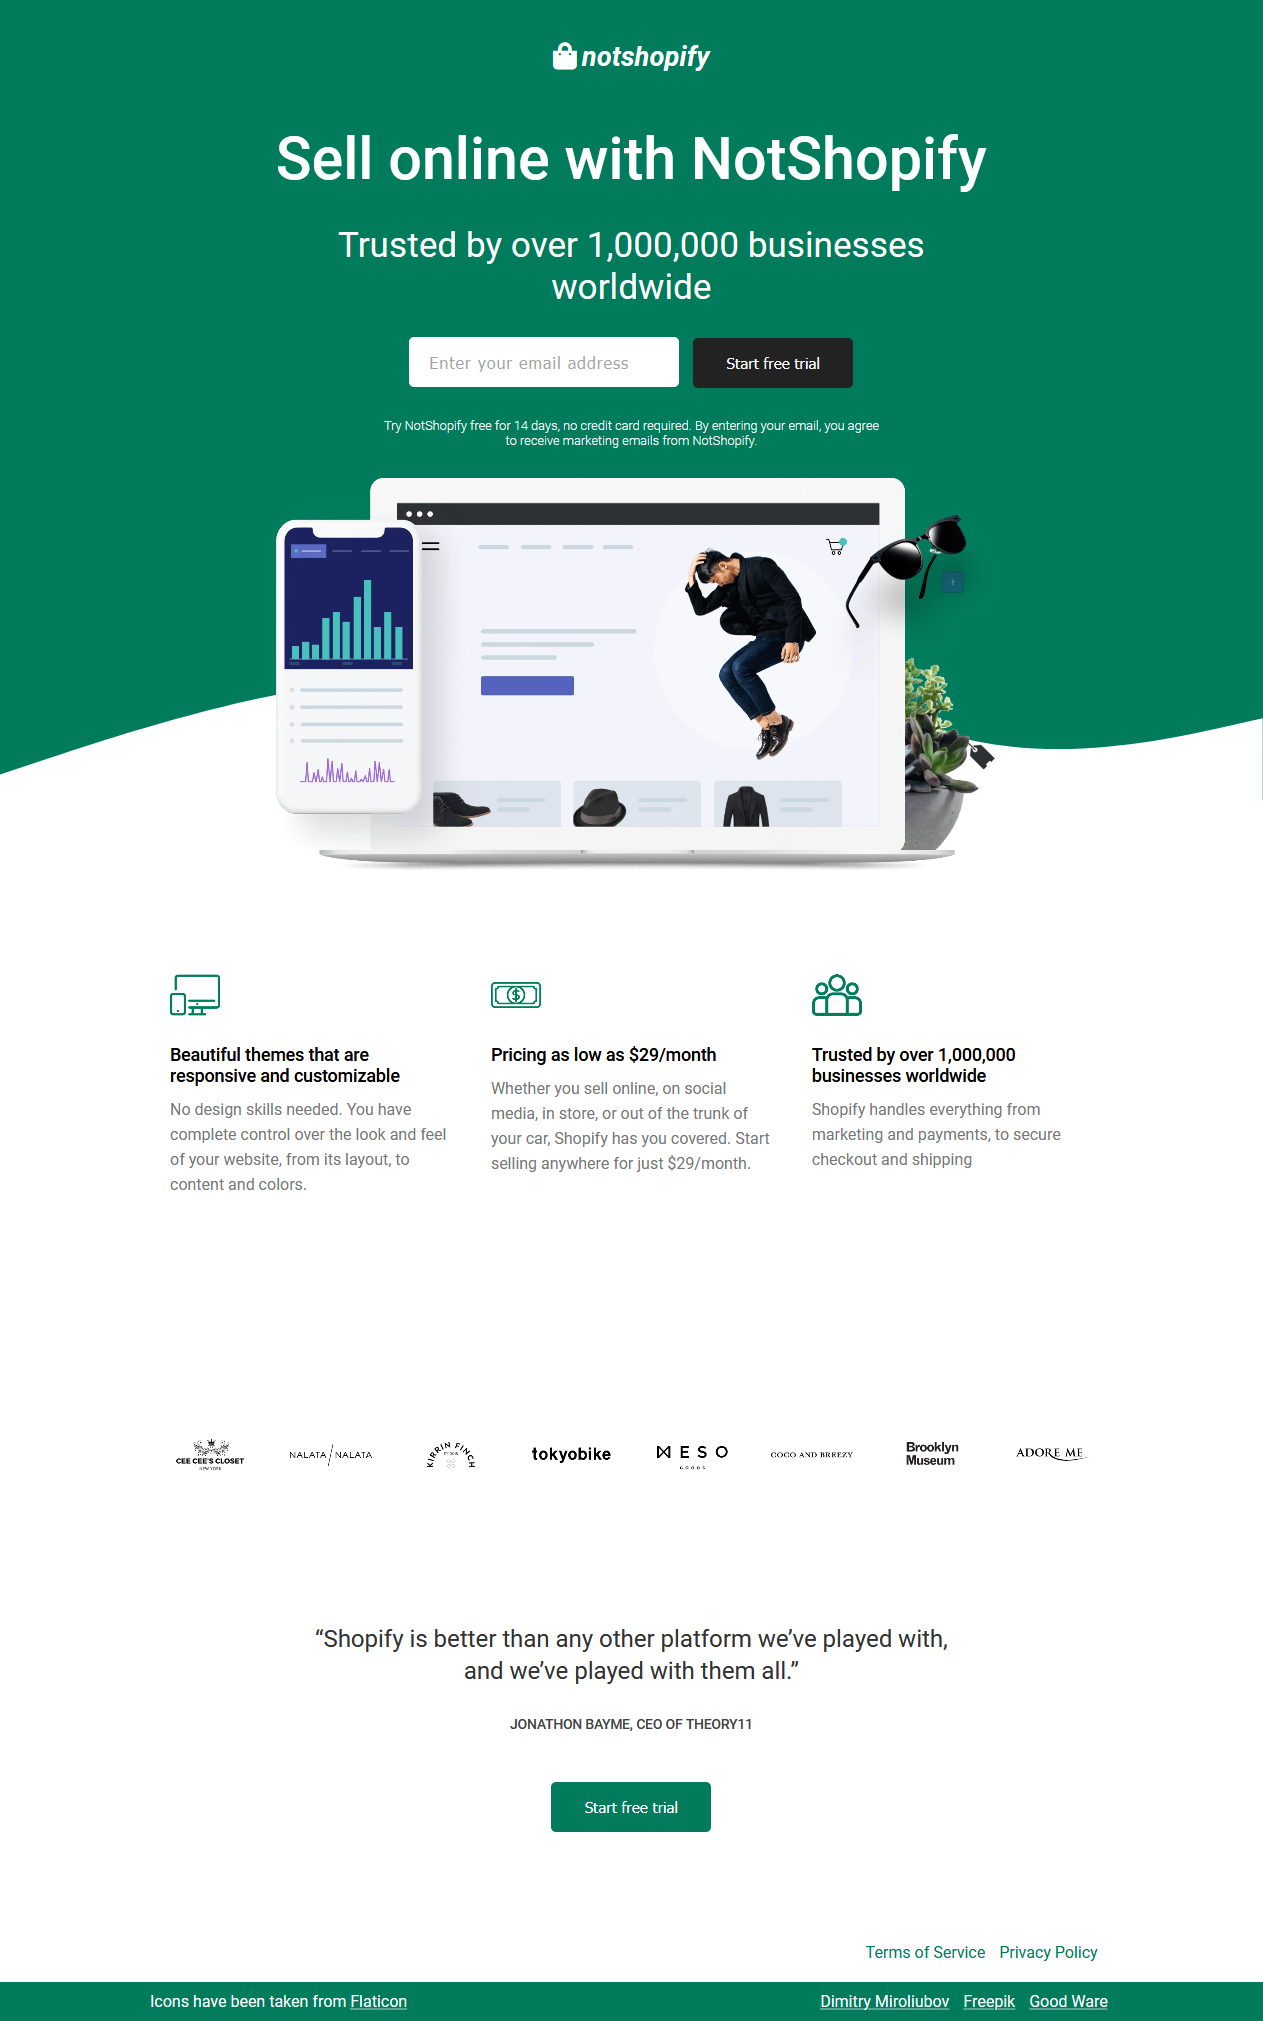 notshopify
Sell online with NotShopify
Trusted by over 1,000,000 businesses
worldwide
Enter your email address
Start free trial
Try NotShopify free for 14 days, no credit card required. By entering your email, you agree
to receive marketing emails from NotShopify.
Beautiful themes that are
responsive and customizable
No design skills needed. You have
complete control over the look and feel
of your website, from its layout, to
content and colors.
Pricing as low as $29/month
Whether you sell online, on social
media, in store, or out of the trunk of
your car, Shopify has you covered. Start
selling anywhere for just $29/month.
Trusted by over 1,000,000
businesses worldwide
Shopify handles everything from
marketing and payments, to secure
checkout and shipping
CEE CEE'S CLOSET
NEW YORK
NALATA / NALATA
KIRRIN FINCH
tokyobike
MESO
GOODS
COCO AND BREEZY
Brooklyn
Museum
ADORE ME
“Shopify is better than any other platform we’ve played with,
and we’ve played with them all.”
JONATHON BAYME, CEO OF THEORY11
Start free trial
Terms of Service Privacy Policy
Icons have been taken from Flaticon
Dimitry Miroliubov Freepik Good Ware